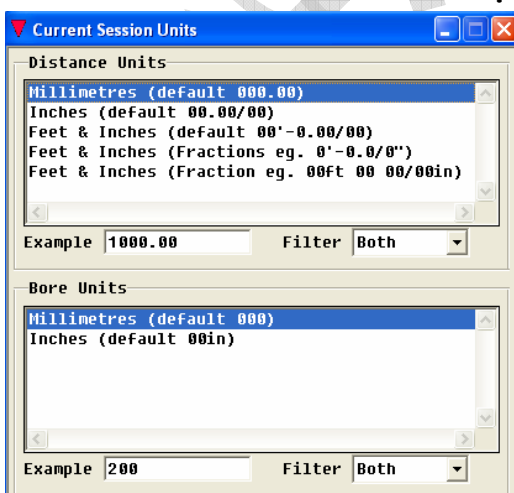 Current Session Units
Distance Units
Millimetres (default 000.00)
Inches (default 00.00/00)
Feet & Inches (default 00'-0.00/00)
Feet & Inches (Fractions eg. 0'-0.0/0")
Feet & Inches (Fraction eg. 00ft 00 00/00in)
Example 1000.00 Filter Both
Bore Units
Millimetres (default 000)
Inches (default 00in)
Example 200 Filter Both